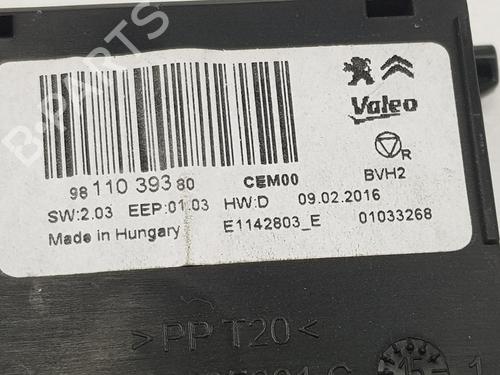 Valeo
98 110 393 80
CEM00
R
BVH2
SW:2.03 EEP:01.03 HW:D 09.02.2016
Made in Hungary E1142803_E 01033268
>PP T20<
B-PARTS